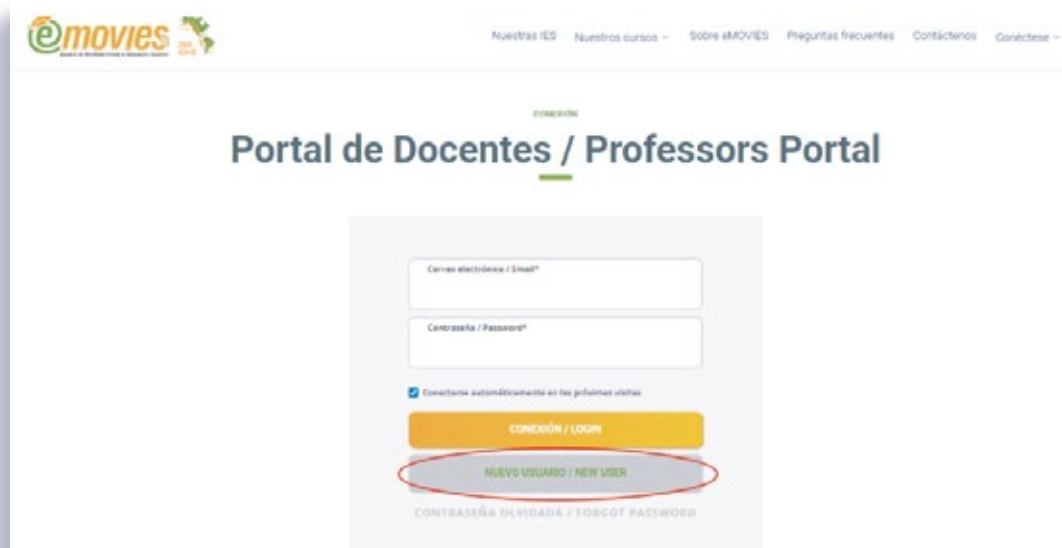 emovies
Nuestras IES Nuestros cursos Sobre eMOVIES Preguntas frecuentes Contáctenos Conéctese
CONEXIÓN
Portal de Docentes / Professors Portal
Correo electrónico / Email*
Contraseña / Password*
Conectarse automáticamente en las próximas visitas
CONEXIÓN / LOGIN
NUEVO USUARIO / NEW USER
CONTRASEÑA OLVIDADA / FORGOT PASSWORD